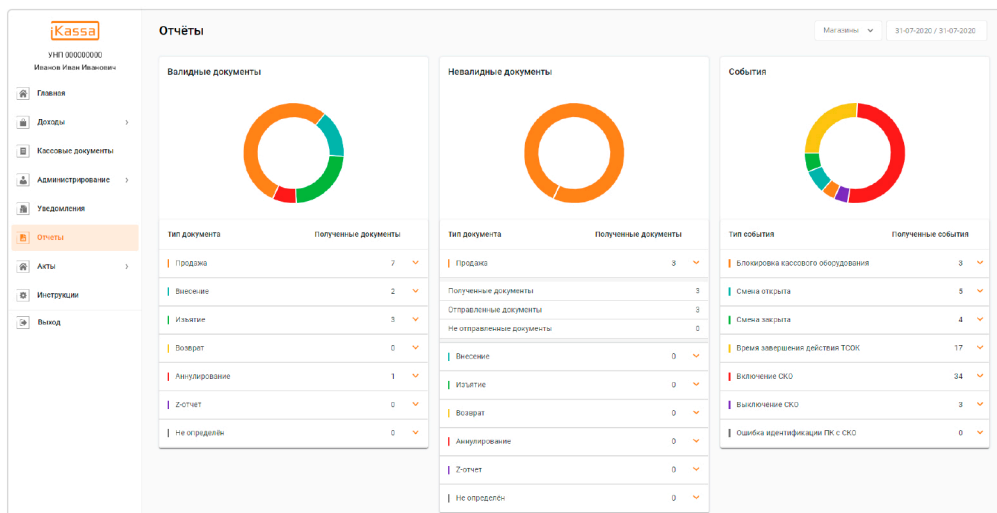 iKassa
УНП 000000000
Иванов Иван Иванович
Главная
Доходы
Кассовые документы
Администрирование
Уведомления
Отчеты
Акты
Инструкции
Выход
Отчёты
Магазины
31-07-2020 / 31-07-2020
Валидные документы
Тип документа Полученные документы
Продажа 7
Внесение 2
Изъятие 3
Возврат 0
Аннулирование 1
Z-отчет 0
Не определён 0
Невалидные документы
Тип документа Полученные документы
Продажа 3
Полученные документы 3
Отправленные документы 3
Не отправленные документы 0
Внесение 0
Изъятие 0
Возврат 0
Аннулирование 0
Z-отчет 0
Не определён 0
События
Тип события Полученные события
Блокировка кассового оборудования 3
Смена открыта 5
Смена закрыта 4
Время завершения действия ТСОК 17
Включение СКО 34
Выключение СКО 3
Ошибка идентификации ПК с СКО 0